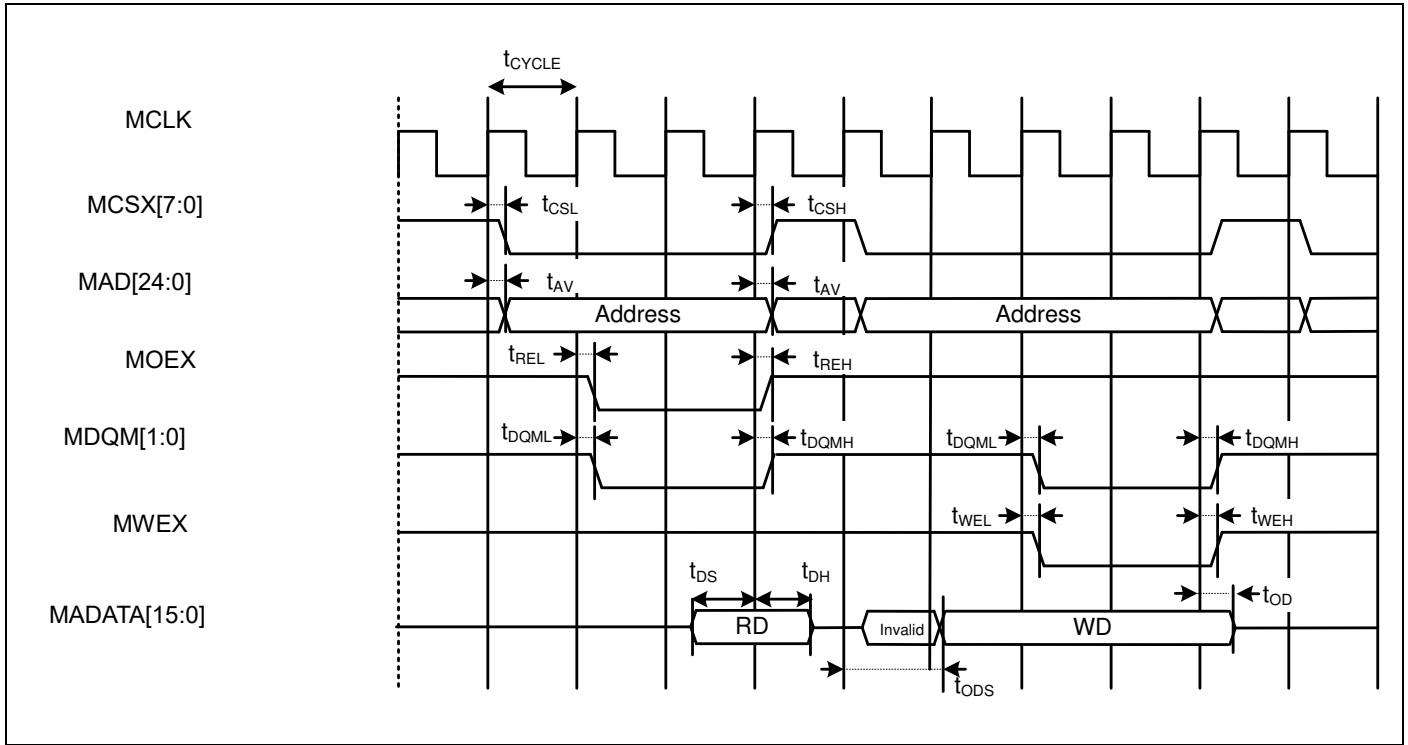 tCYCLE
MCLK
MCSX[7:0]
tCSL
tCSH
MAD[24:0]
tAV
tAV
Address
Address
MOEX
tREL
tREH
MDQM[1:0]
tDQML
tDQMH
tDQML
tDQMH
MWEX
tWEL
tWEH
tDS
tDH
MADATA[15:0]
RD
Invalid
WD
tOD
tODS